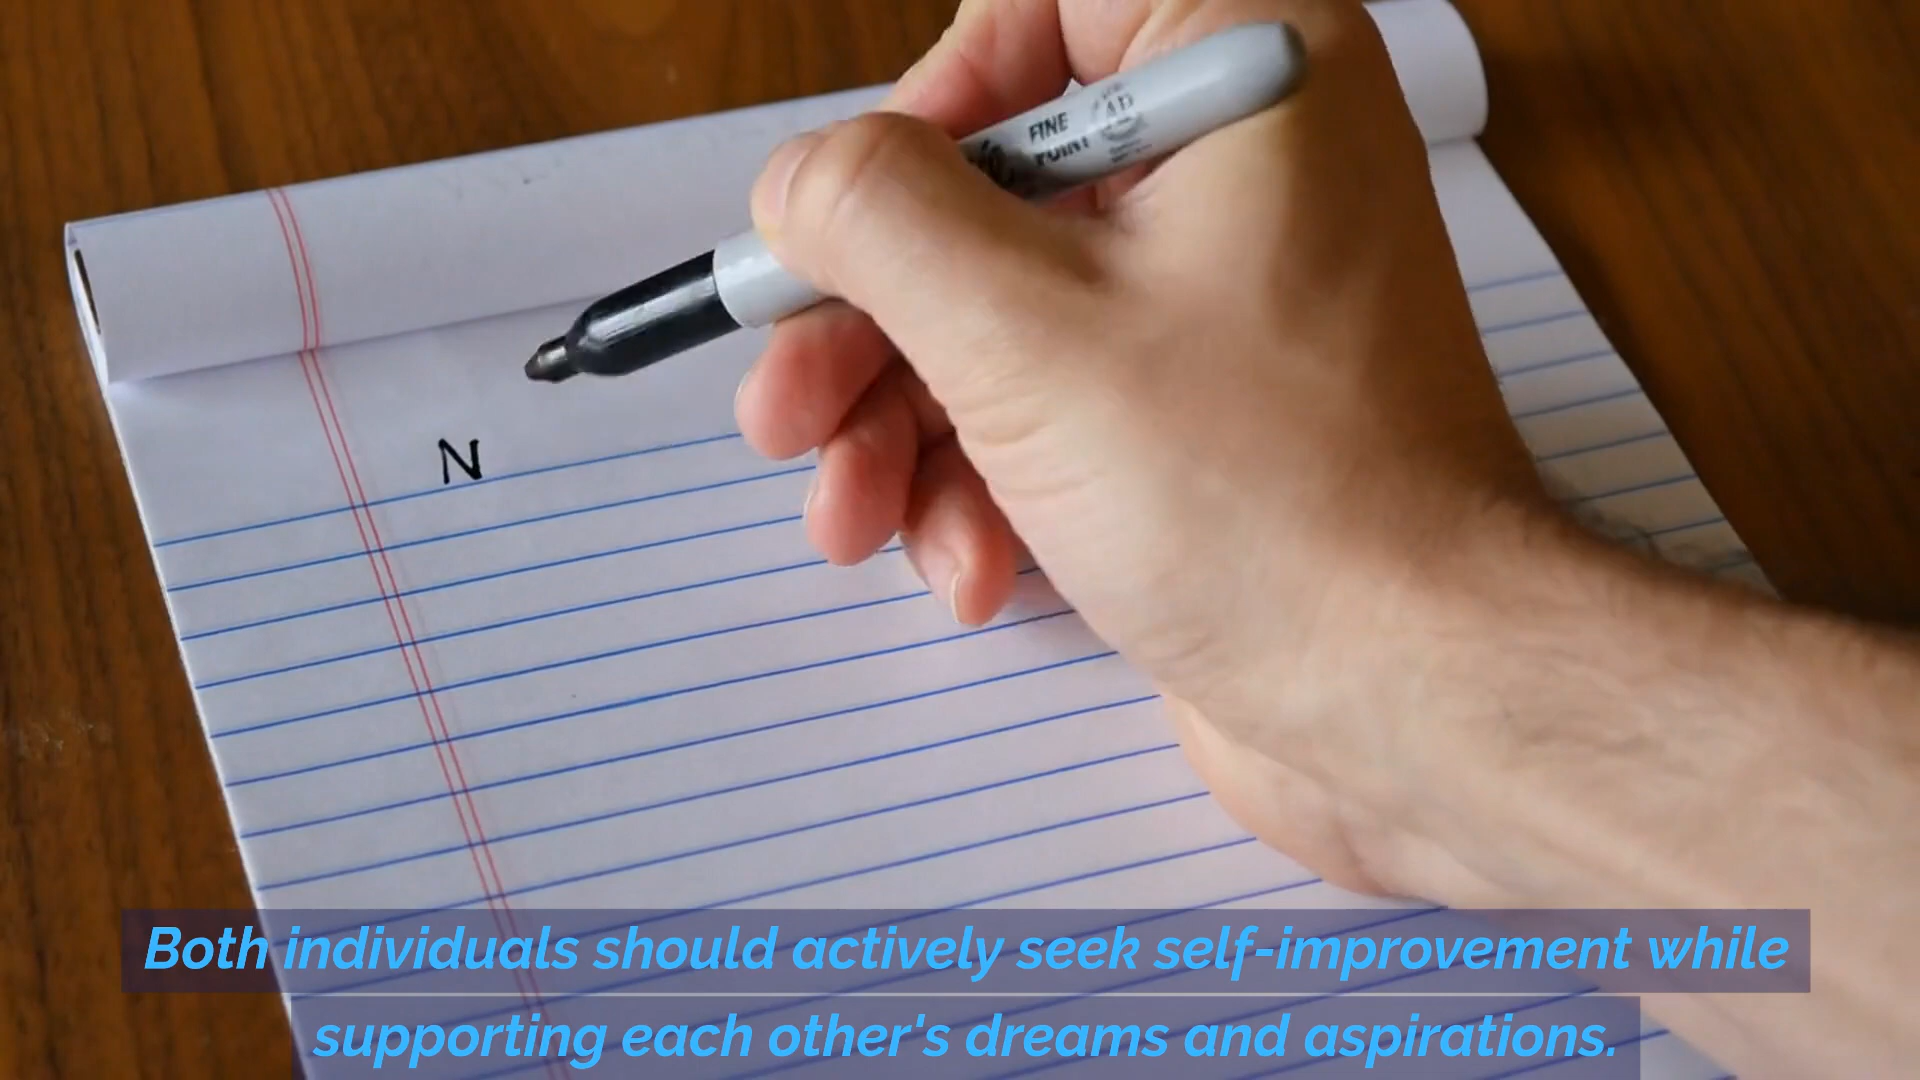 FINE
POINT
N
Both individuals should actively seek self-improvement while
supporting each other's dreams and aspirations.